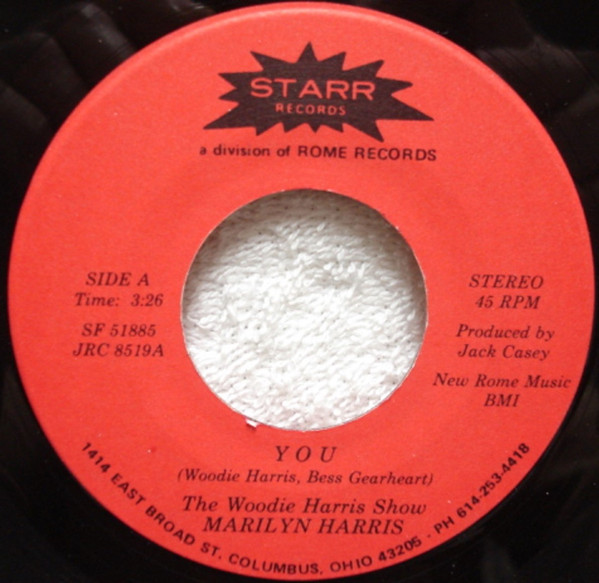 STARR
RECORDS
a division of ROME RECORDS
SIDE A
Time: 3:26
SF 51885
JRC 8519A
STEREO
45 RPM
Produced by
Jack Casey
New Rome Music
BMI
YOU
(Woodie Harris, Bess Gearheart)
The Woodie Harris Show
MARILYN HARRIS
1414 EAST BROAD ST, COLUMBUS, OHIO 43205 - PH 614-253-4418